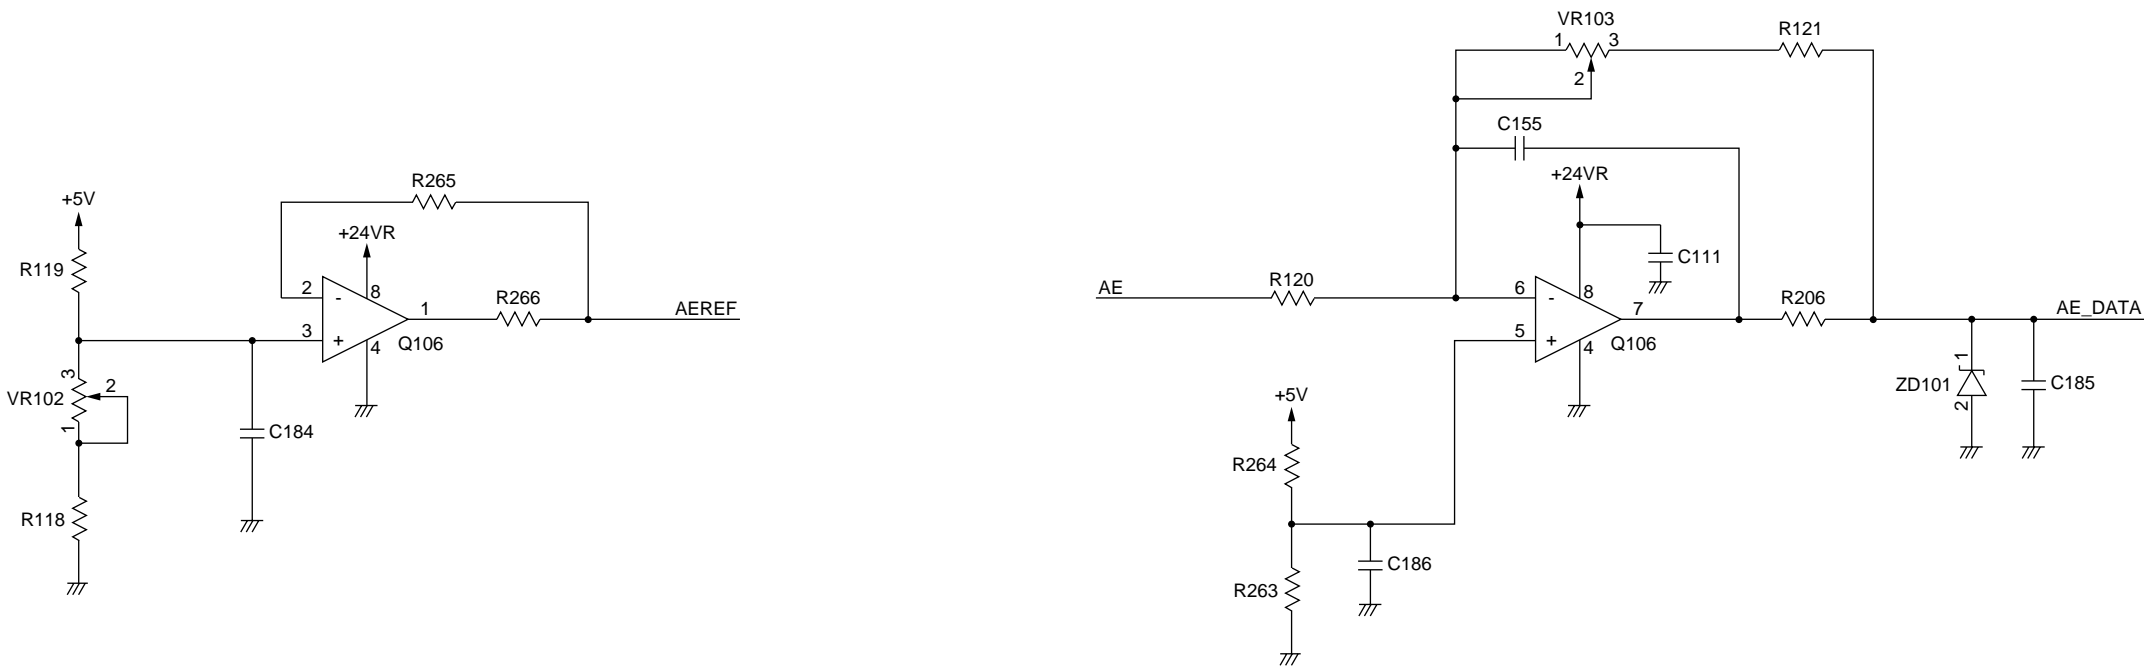 +5V
R119
3
VR102
2
1
R118
C184
R265
+24VR
2
-
8
3
+
4
1
Q106
R266
AEREF
VR103
1
3
2
R121
C155
+24VR
C111
AE
R120
6
-
8
5
+
4
7
Q106
R206
AE_DATA
1
ZD101
2
C185
+5V
R264
C186
R263